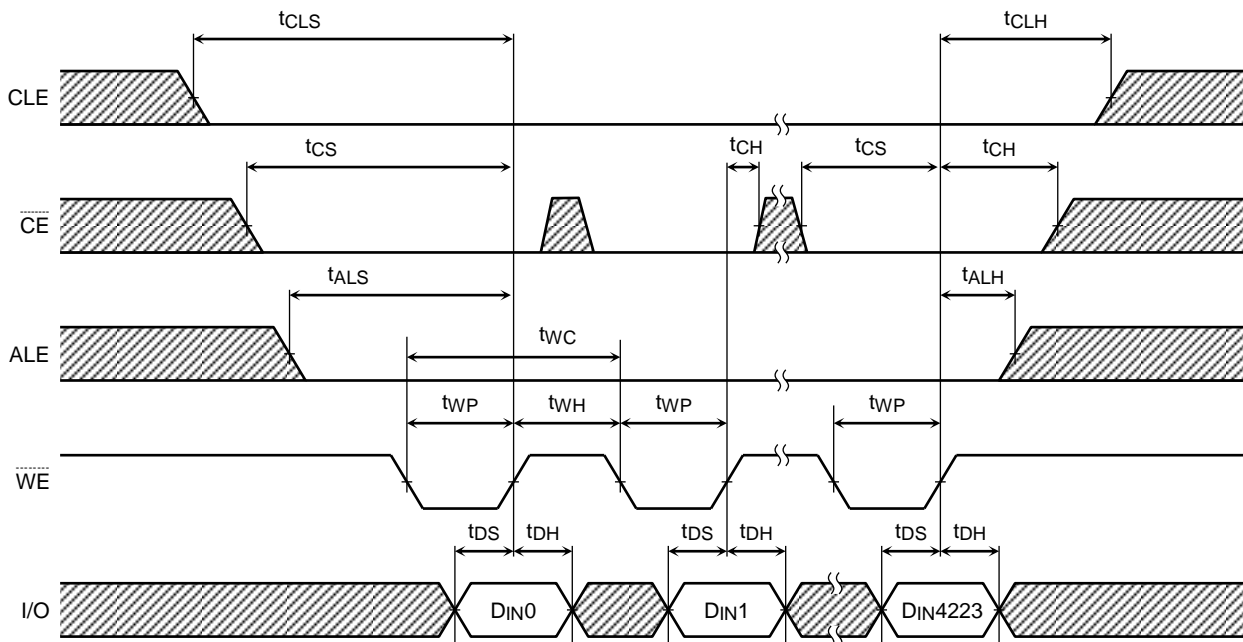 tCLS tCLH
CLE
tCS tCH tCS tCH
CE
tALS tALH
tWC
ALE
tWP tWH tWP tWP
WE
tDS tDH tDS tDH tDS tDH
I/O DIN0 DIN1 DIN4223